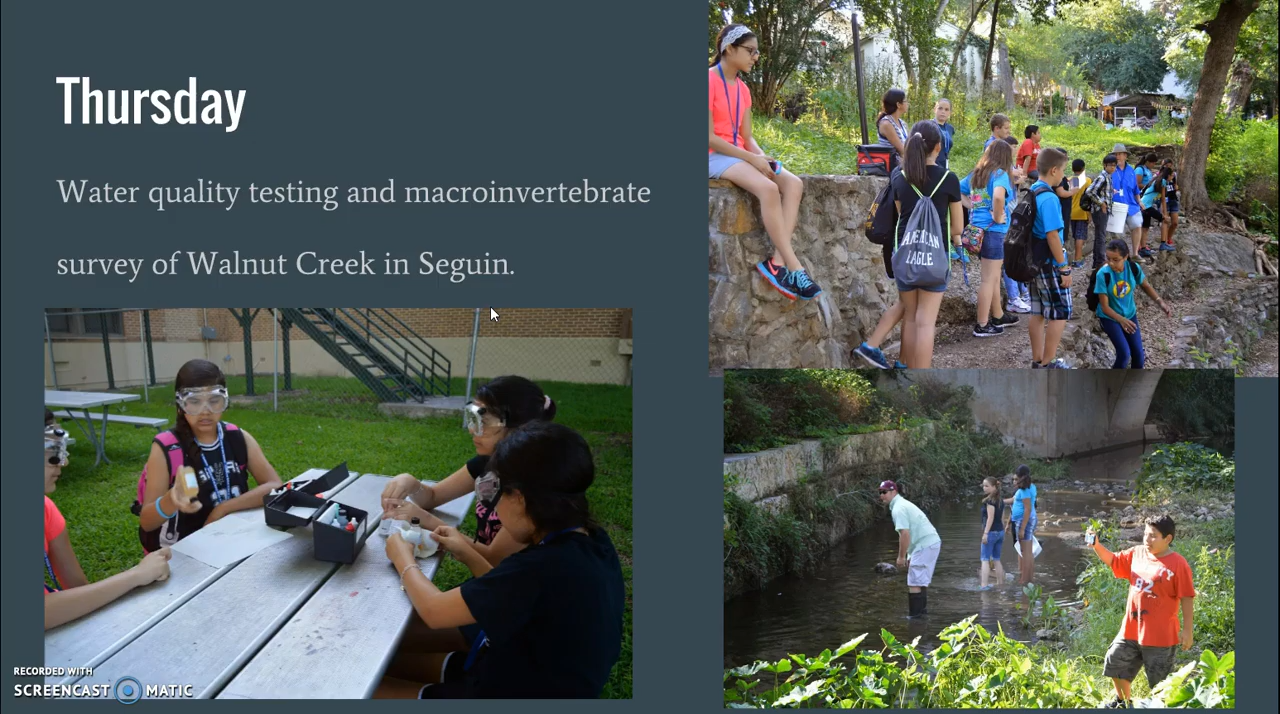 Thursday
Water quality testing and macroinvertebrate
survey of Walnut Creek in Seguin.
AMERICAN
EAGLE
RECORDED WITH
SCREENCAST MATIC